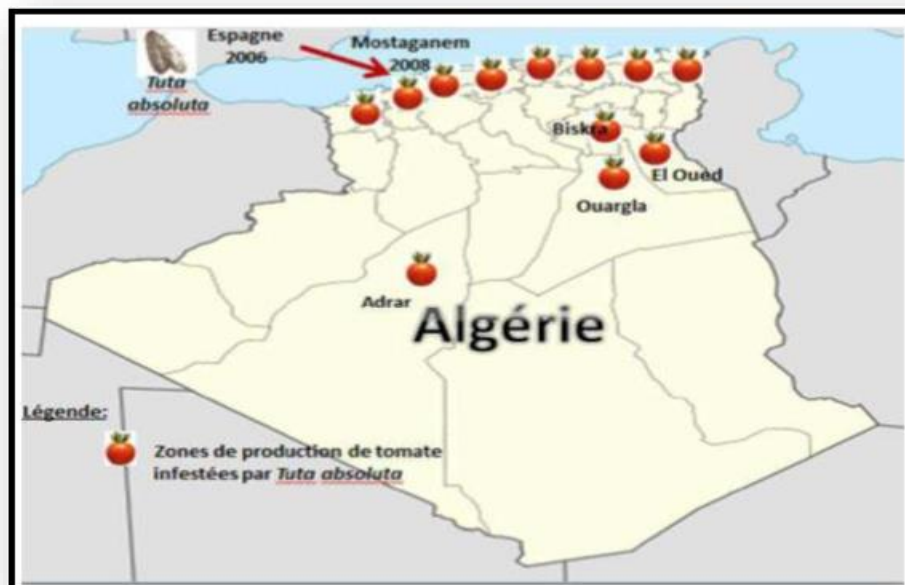 Espagne
2006
Mostaganem
2008
Tuta
absoluta
Biskra
El Oued
Ouargla
Adrar
Algérie
Légende:
Zones de production de tomate
infestées par Tuta absoluta